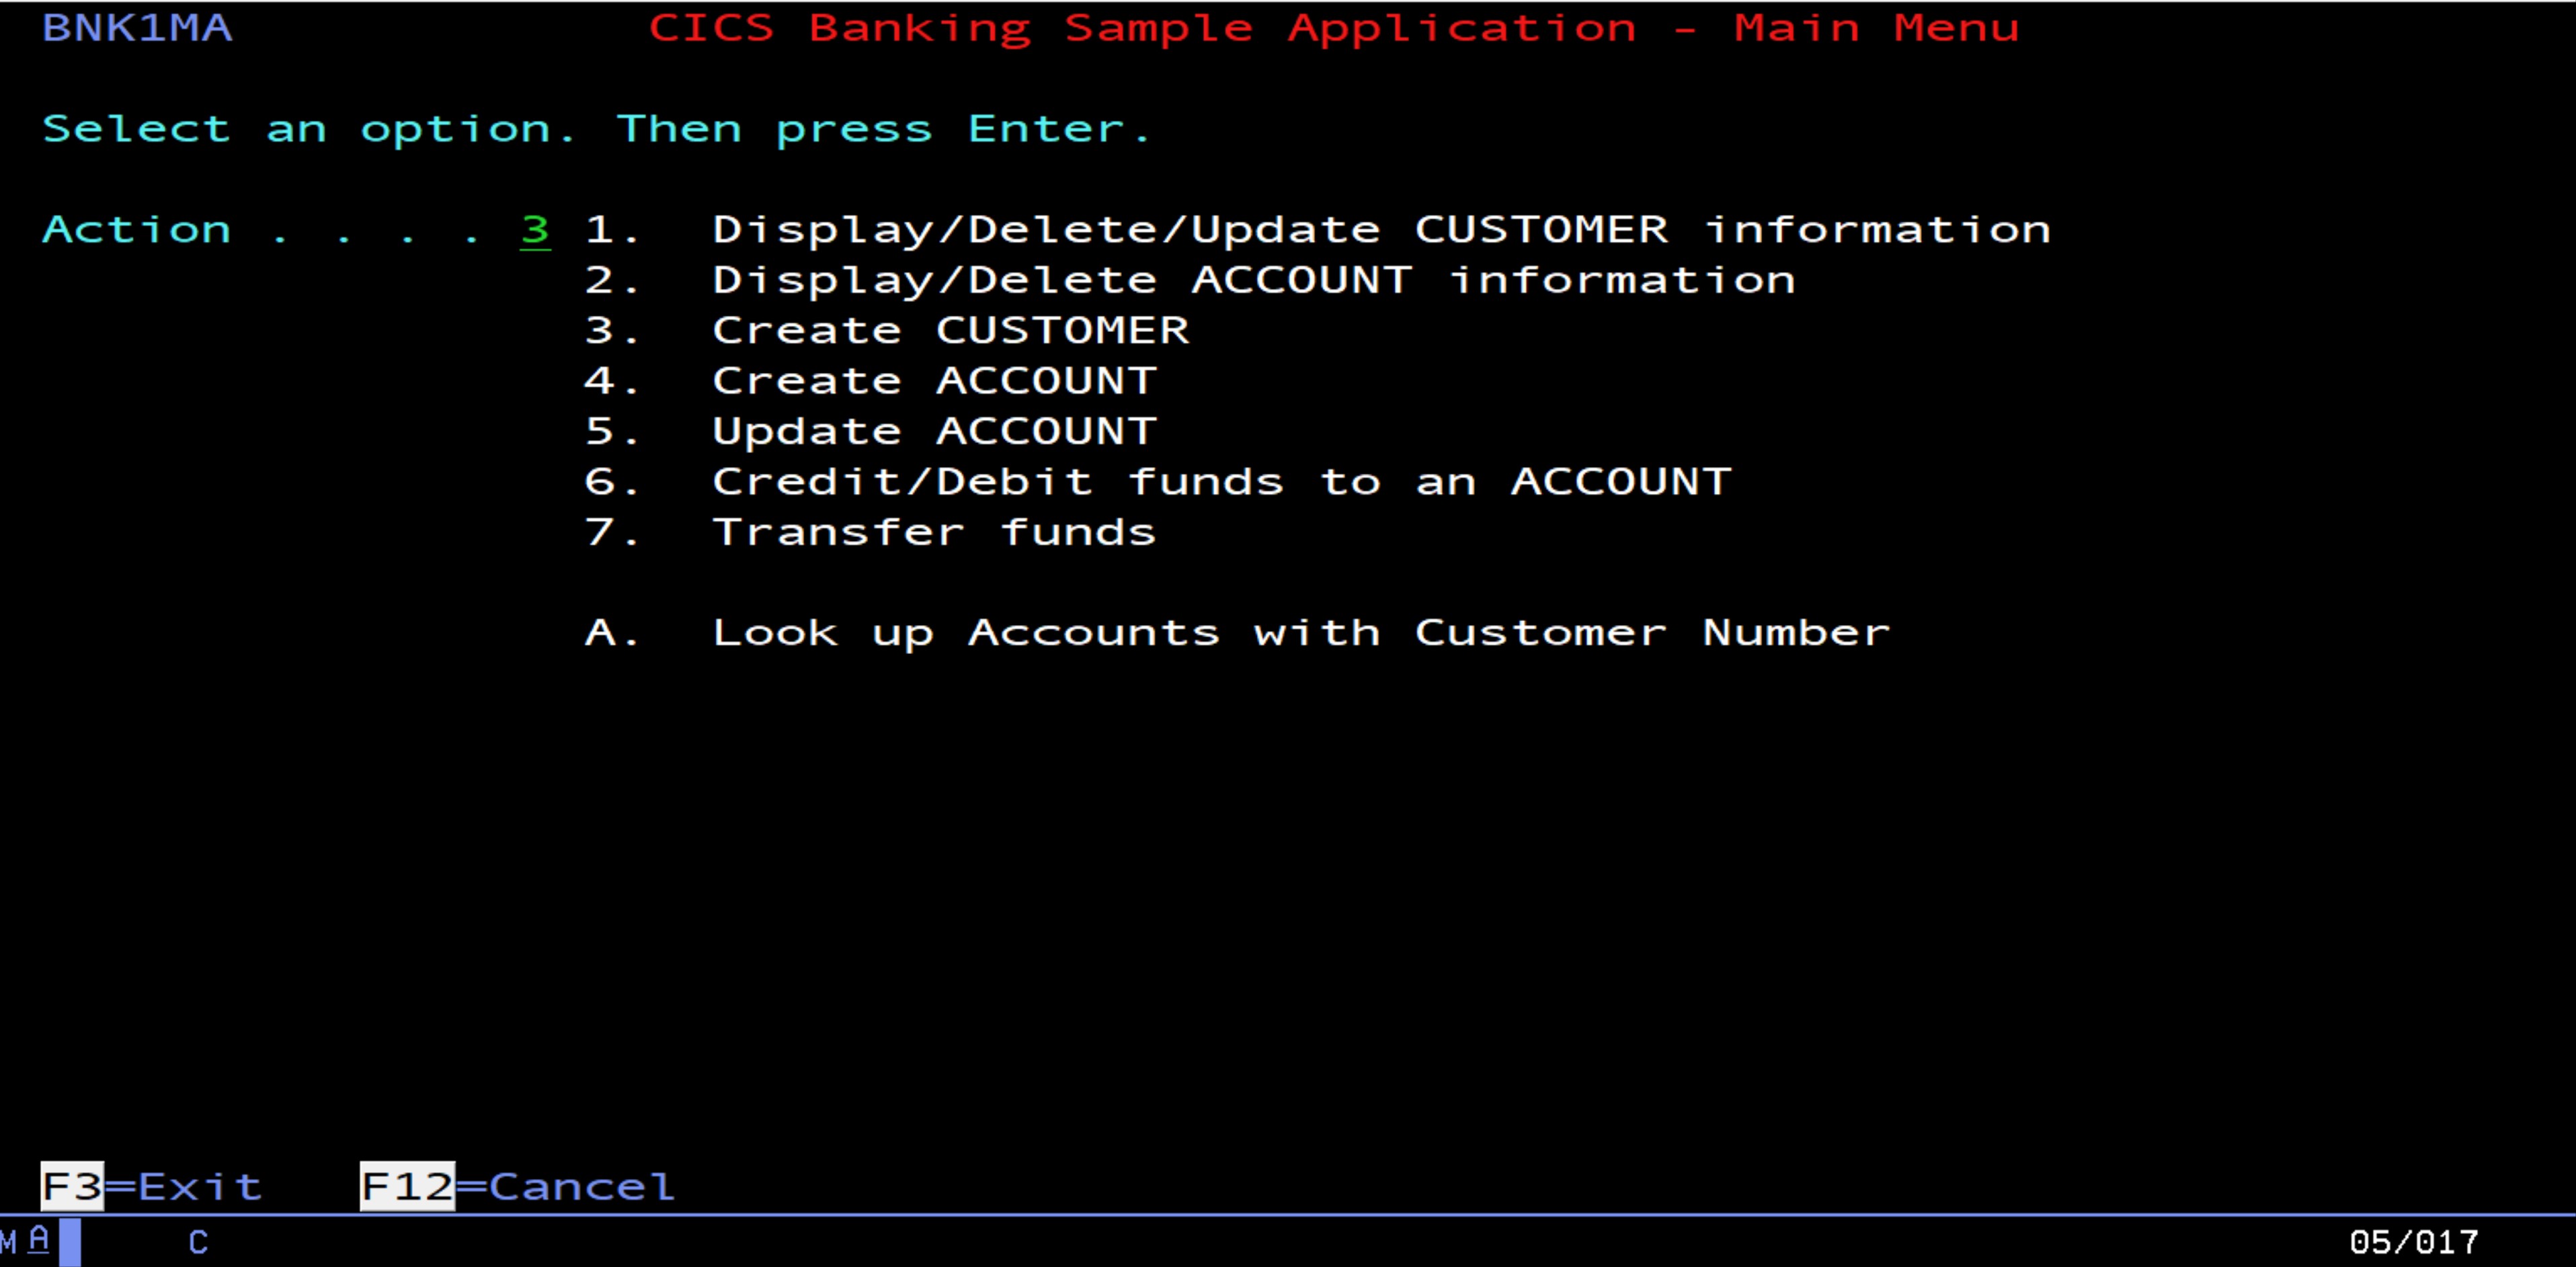 BNK1MA CICS Banking Sample Application - Main Menu
Select an option. Then press Enter.
Action . . . . 3 1. Display/Delete/Update CUSTOMER information
2. Display/Delete ACCOUNT information
3. Create CUSTOMER
4. Create ACCOUNT
5. Update ACCOUNT
6. Credit/Debit funds to an ACCOUNT
7. Transfer funds
A. Look up Accounts with Customer Number
F3=Exit F12=Cancel
MA C 05/017